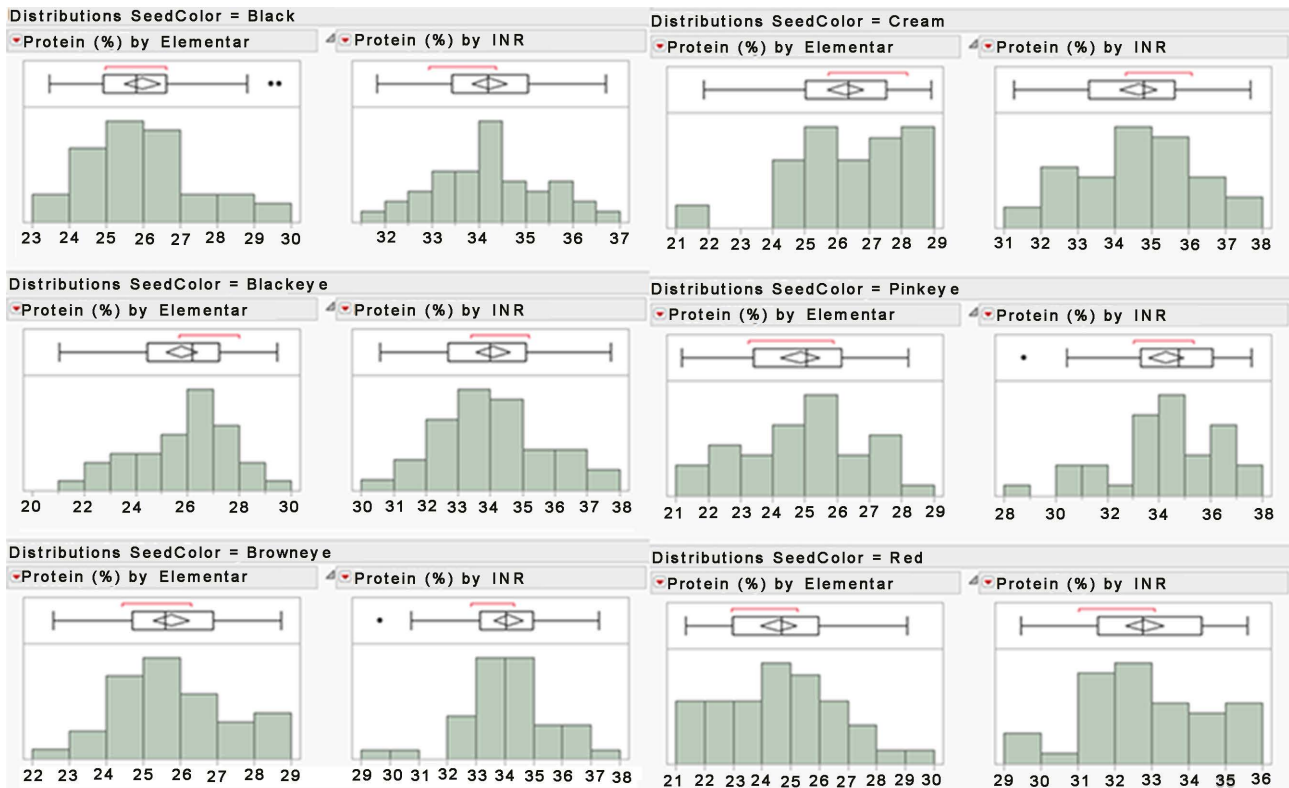 Distributions SeedColor = Black
Protein (%) by Elementar
Protein (%) by INR
23 24 25 26 27 28 29 30
32 33 34 35 36 37
Distributions SeedColor = Cream
Protein (%) by Elementar
Protein (%) by INR
21 22 23 24 25 26 27 28 29
31 32 33 34 35 36 37 38
Distributions SeedColor = Blackeye
Protein (%) by Elementar
Protein (%) by INR
20 22 24 26 28 30
30 31 32 33 34 35 36 37 38
Distributions SeedColor = Pinkeye
Protein (%) by Elementar
Protein (%) by INR
21 22 23 24 25 26 27 28 29
28 30 32 34 36 38
Distributions SeedColor = Browneye
Protein (%) by Elementar
Protein (%) by INR
22 23 24 25 26 27 28 29
29 30 31 32 33 34 35 36 37 38
Distributions SeedColor = Red
Protein (%) by Elementar
Protein (%) by INR
21 22 23 24 25 26 27 28 29 30
29 30 31 32 33 34 35 36